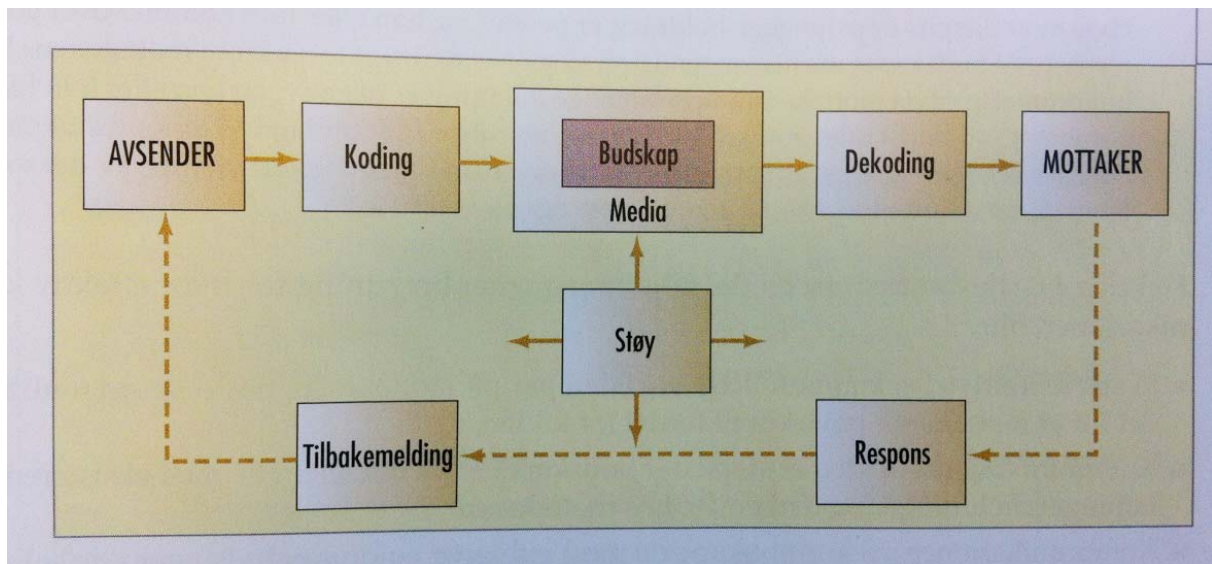 AVSENDER
Koding
Budskap
Media
Dekoding
MOTTAKER
Støy
Tilbakemelding
Respons